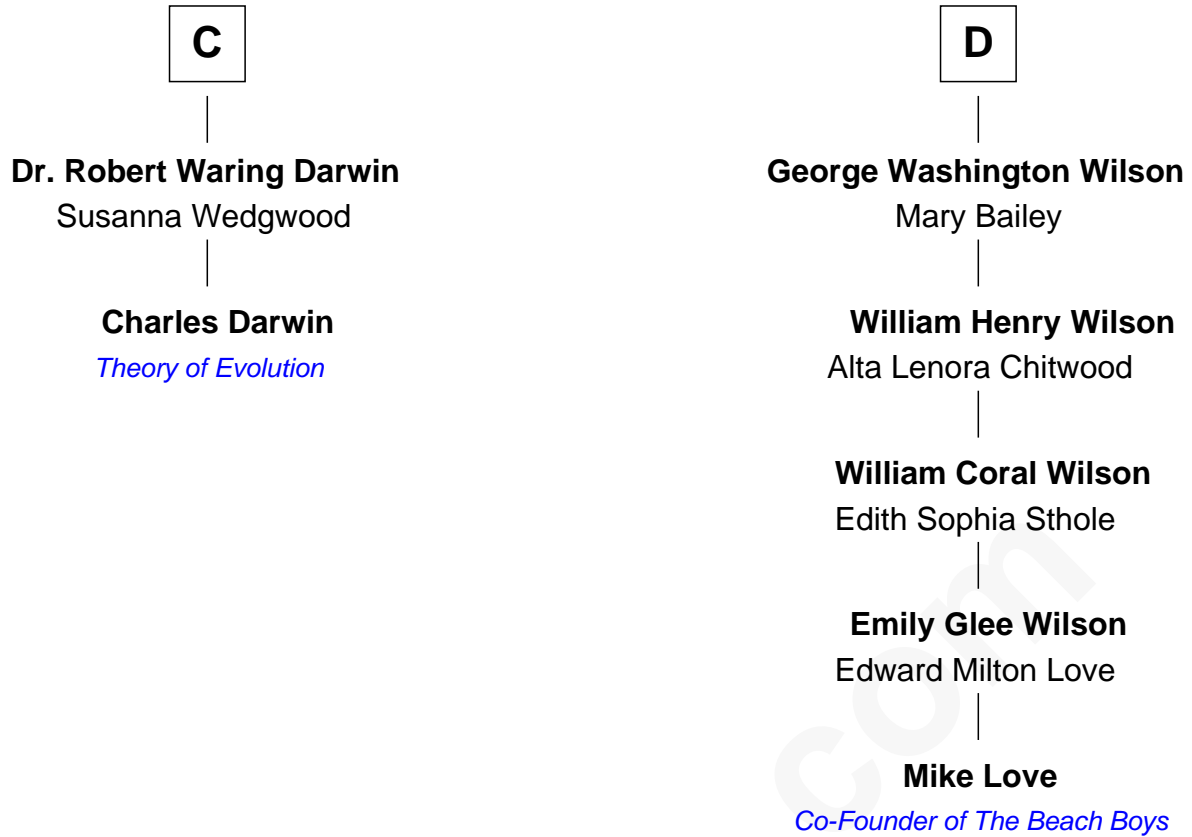 C
Dr. Robert Waring Darwin
Susanna Wedgwood
Charles Darwin
Theory of Evolution
D
George Washington Wilson
Mary Bailey
William Henry Wilson
Alta Lenora Chitwood
William Coral Wilson
Edith Sophia Sthole
Emily Glee Wilson
Edward Milton Love
Mike Love
Co-Founder of The Beach Boys
com